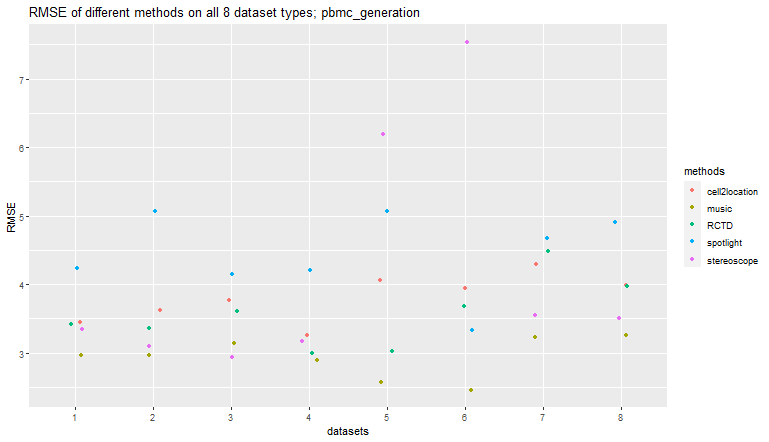 RMSE of different methods on all 8 dataset types; pbmc_generation
RMSE
7
6
5
4
3
1 2 3 4 5 6 7 8
datasets
methods
cell2location
music
RCTD
spotlight
stereoscope